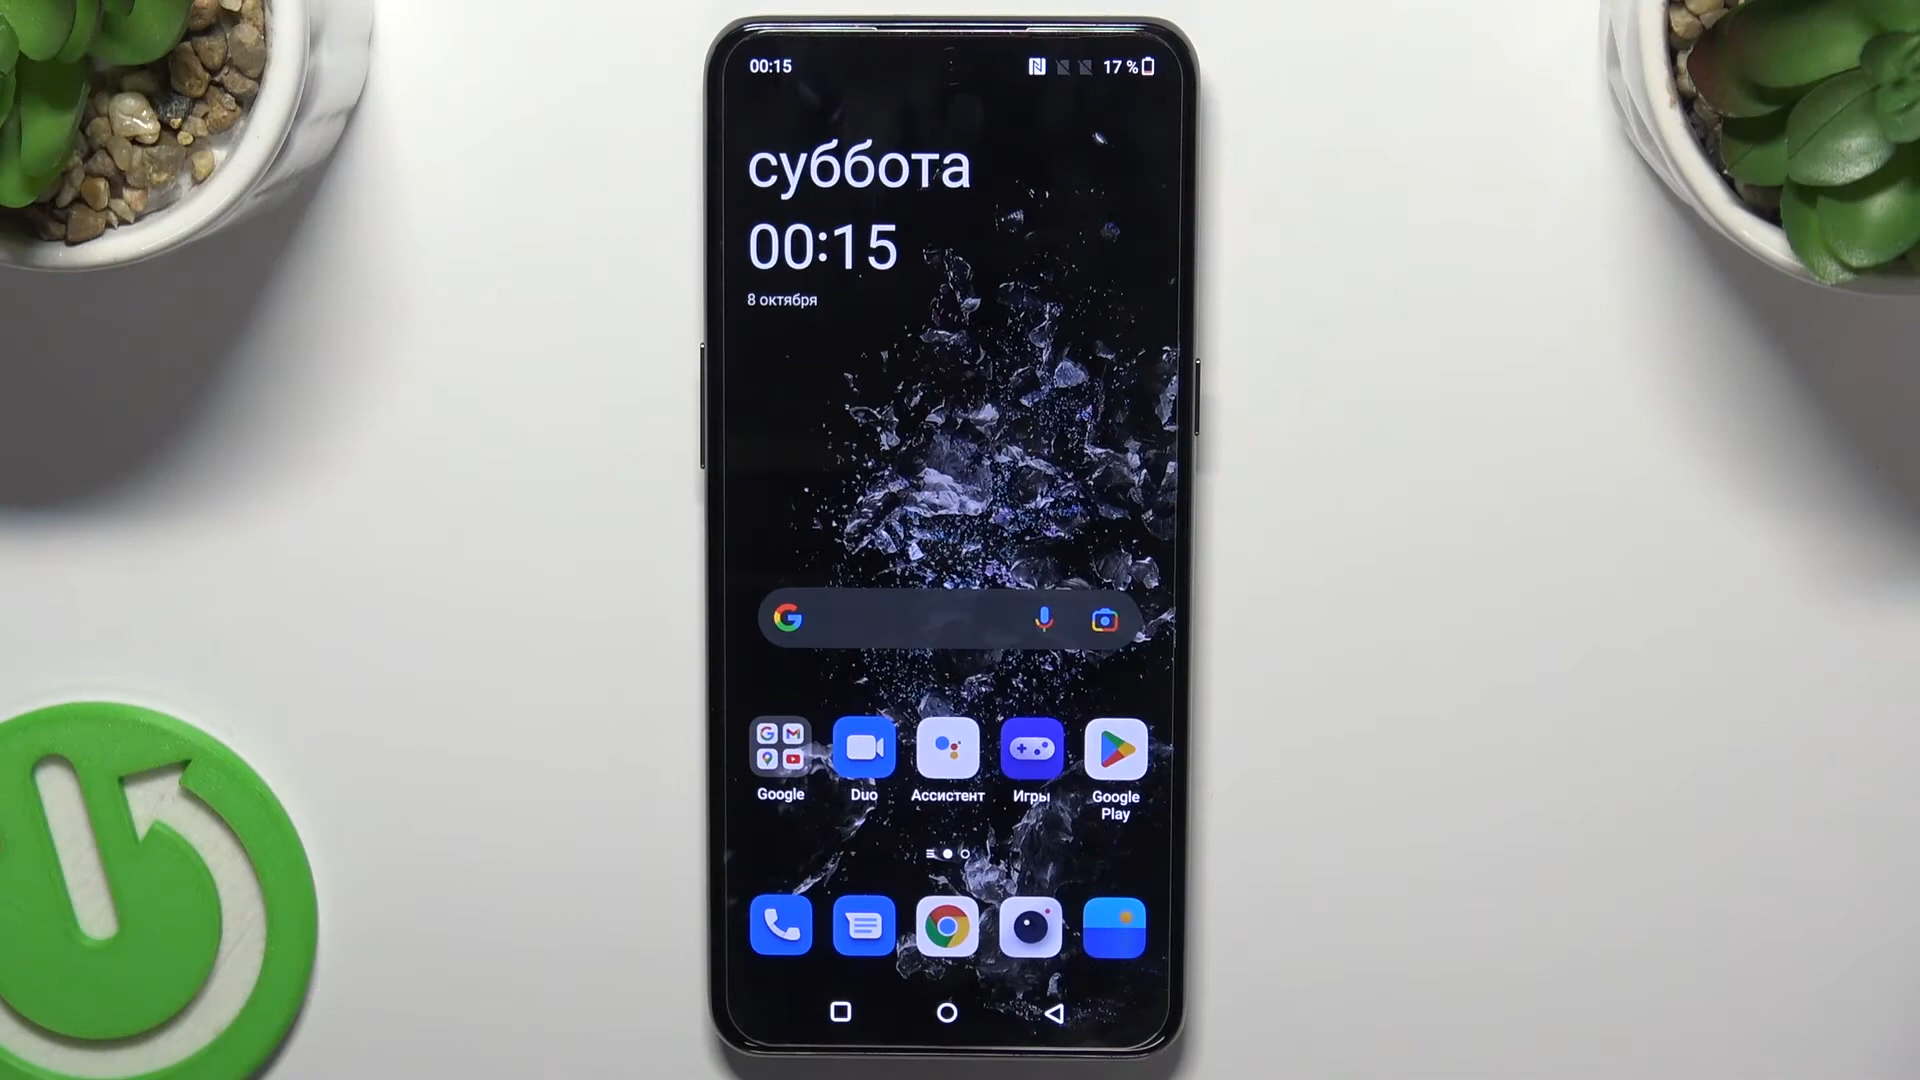 00:15
17 %
суббота
00:15
8 октября
Google
Duo
Ассистент
Игры
Google
Play